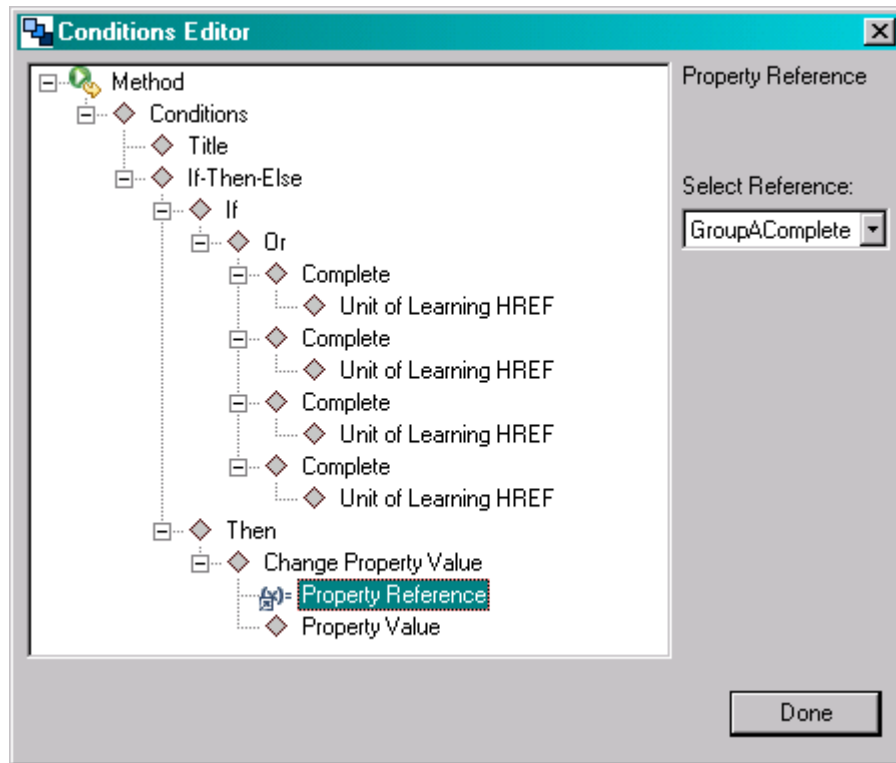 Conditions Editor
Method
Conditions
Title
If-Then-Else
If
Or
Complete
Unit of Learning HREF
Complete
Unit of Learning HREF
Complete
Unit of Learning HREF
Complete
Unit of Learning HREF
Then
Change Property Value
(x)= Property Reference
Property Value
Property Reference
Select Reference:
GroupAComplete
Done